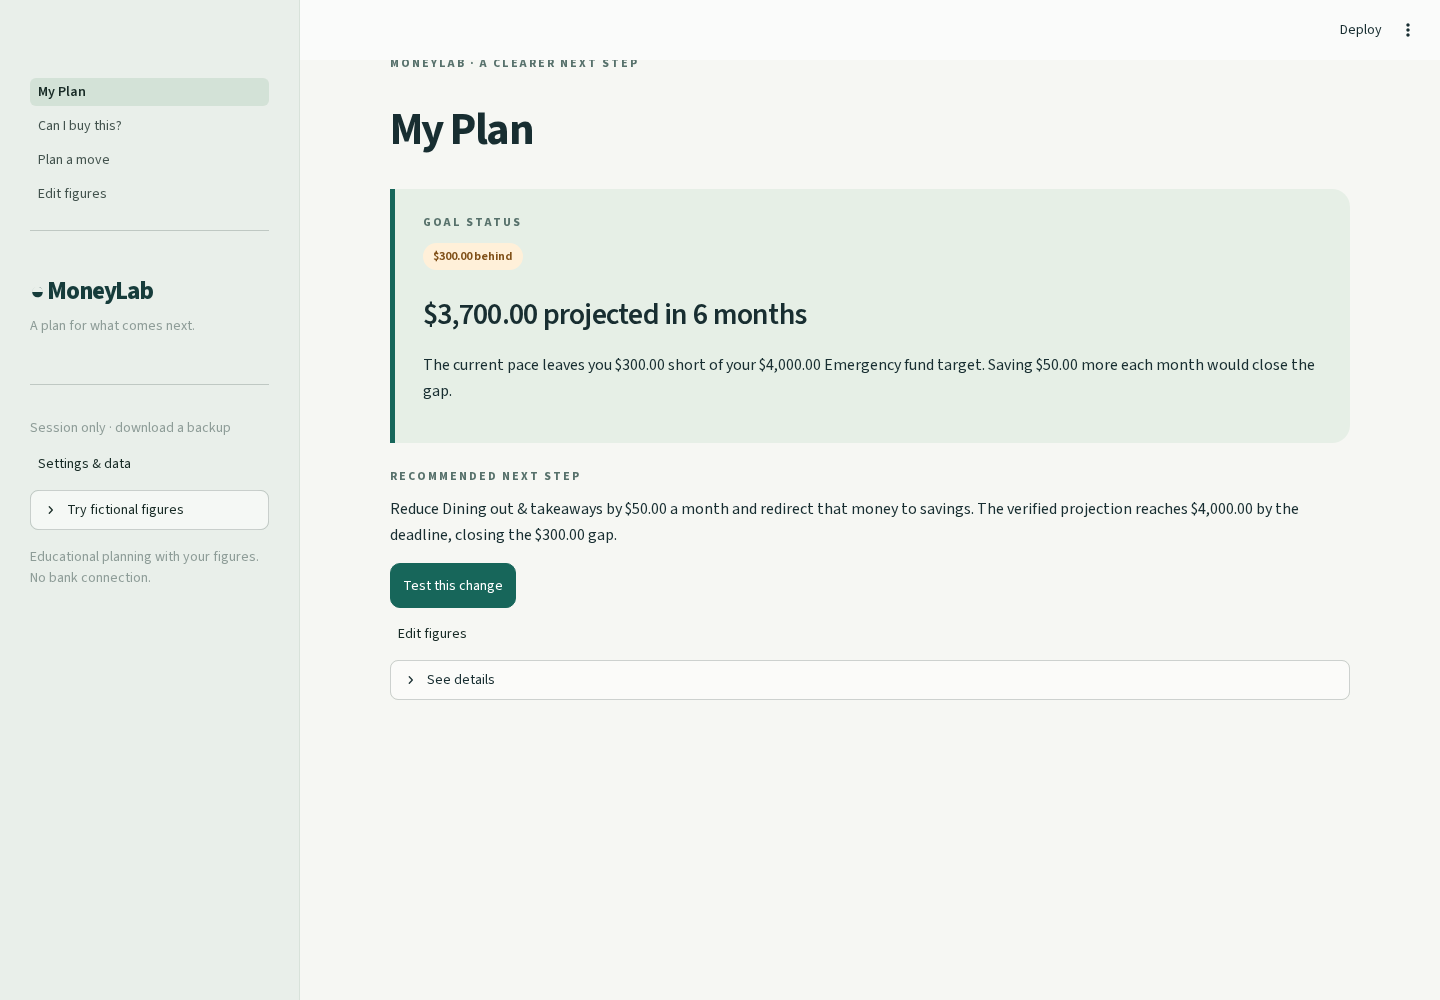 Deploy
My Plan
Can I buy this?
Plan a move
Edit figures
MoneyLab
A plan for what comes next.
Session only · download a backup
Settings & data
Try fictional figures
Educational planning with your figures.
No bank connection.
MONEYLAB · A CLEARER NEXT STEP
My Plan
GOAL STATUS
$300.00 behind
$3,700.00 projected in 6 months
The current pace leaves you $300.00 short of your $4,000.00 Emergency fund target. Saving $50.00 more each month would close the
gap.
RECOMMENDED NEXT STEP
Reduce Dining out & takeaways by $50.00 a month and redirect that money to savings. The verified projection reaches $4,000.00 by the
deadline, closing the $300.00 gap.
Test this change
Edit figures
See details